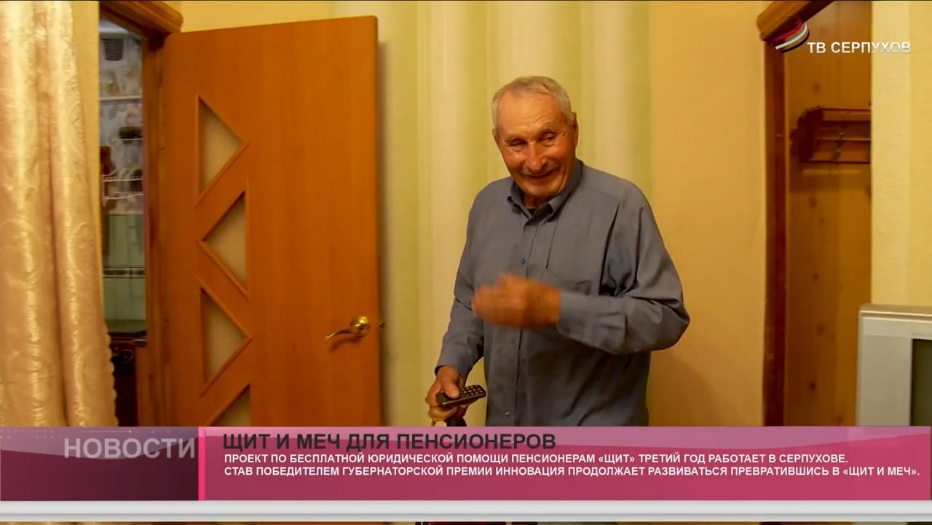 ТВ СЕРПУХОВ
НОВОСТИ
ЩИТ И МЕЧ ДЛЯ ПЕНСИОНЕРОВ
ПРОЕКТ ПО БЕСПЛАТНОЙ ЮРИДИЧЕСКОЙ ПОМОЩИ ПЕНСИОНЕРАМ «ЩИТ» ТРЕТИЙ ГОД РАБОТАЕТ В СЕРПУХОВЕ.
СТАВ ПОБЕДИТЕЛЕМ ГУБЕРНАТОРСКОЙ ПРЕМИИ ИННОВАЦИЯ ПРОДОЛЖАЕТ РАЗВИВАТЬСЯ ПРЕВРАТИВШИСЬ В «ЩИТ И МЕЧ».